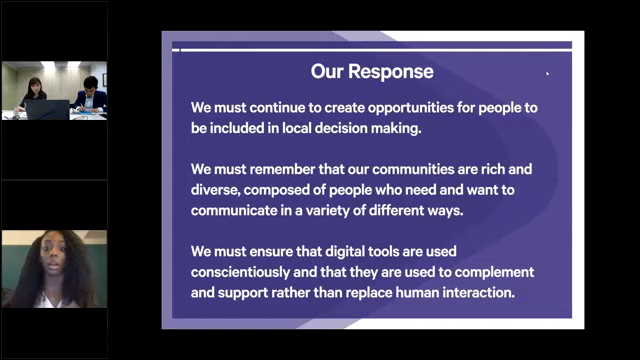 Our Response
We must continue to create opportunities for people to
be included in local decision making.
We must remember that our communities are rich and
diverse, composed of people who need and want to
communicate in a variety of different ways.
We must ensure that digital tools are used
conscientiously and that they are used to complement
and support rather than replace human interaction.